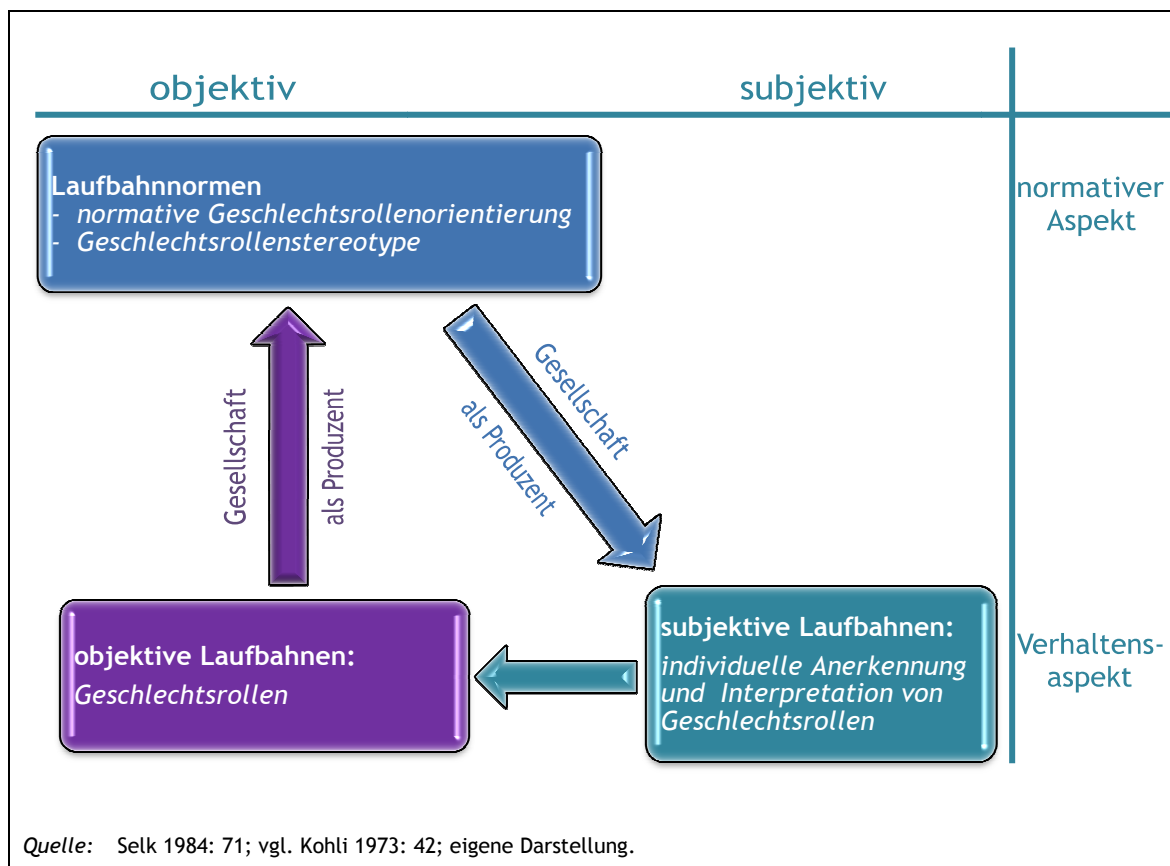 objektiv
subjektiv
Laufbahnnormen
- normative Geschlechtsrollenorientierung
- Geschlechtsrollenstereotype
normativer
Aspekt
Gesellschaft
als Produzent
Gesellschaft
als Produzent
objektive Laufbahnen:
Geschlechtsrollen
subjektive Laufbahnen:
individuelle Anerkennung
und Interpretation von
Geschlechtsrollen
Verhaltens-
aspekt
Quelle: Selk 1984: 71; vgl. Kohli 1973: 42; eigene Darstellung.